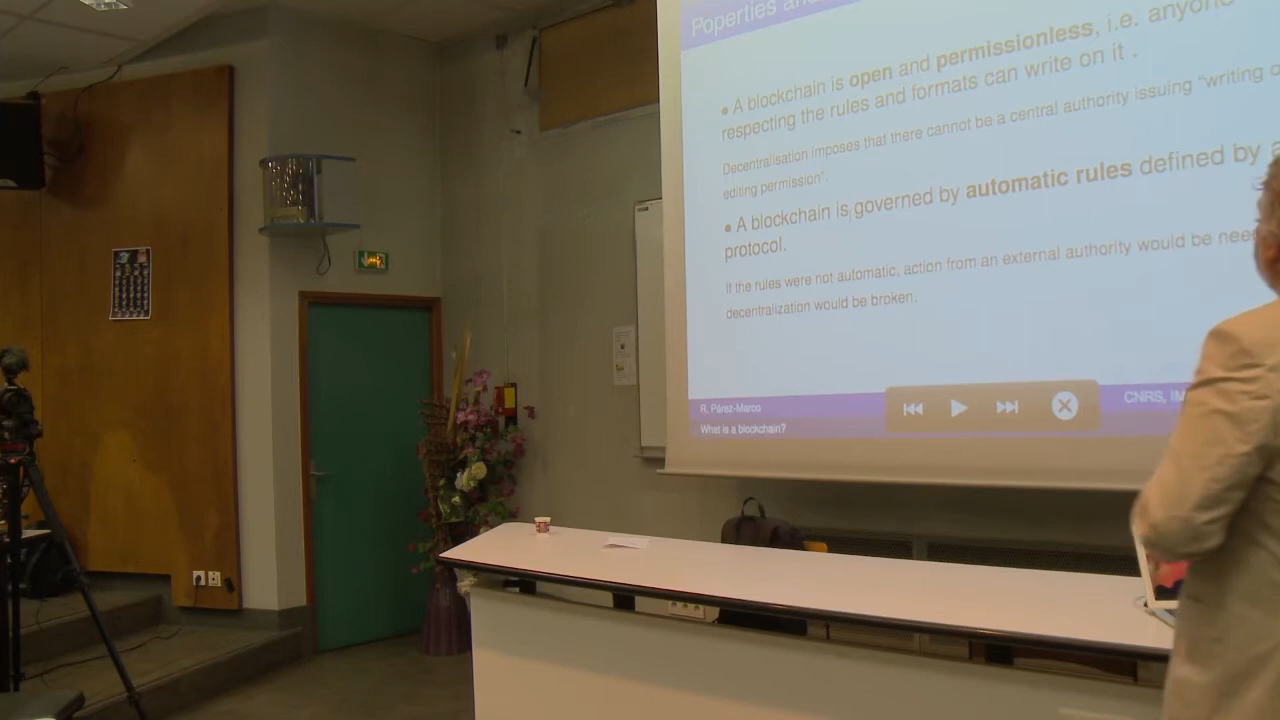 Poperties
• A blockchain is open and permissionless, i.e. anyone
respecting the rules and formats can write on it .
Decentralisation imposes that there cannot be a central authority issuing "writing
editing permission".
• A blockchain is governed by automatic rules defined by
protocol.
If the rules were not automatic, action from an external authority would be
decentralization would be broken.
R. Pérez-Marco
CNRS,
What is a blockchain?